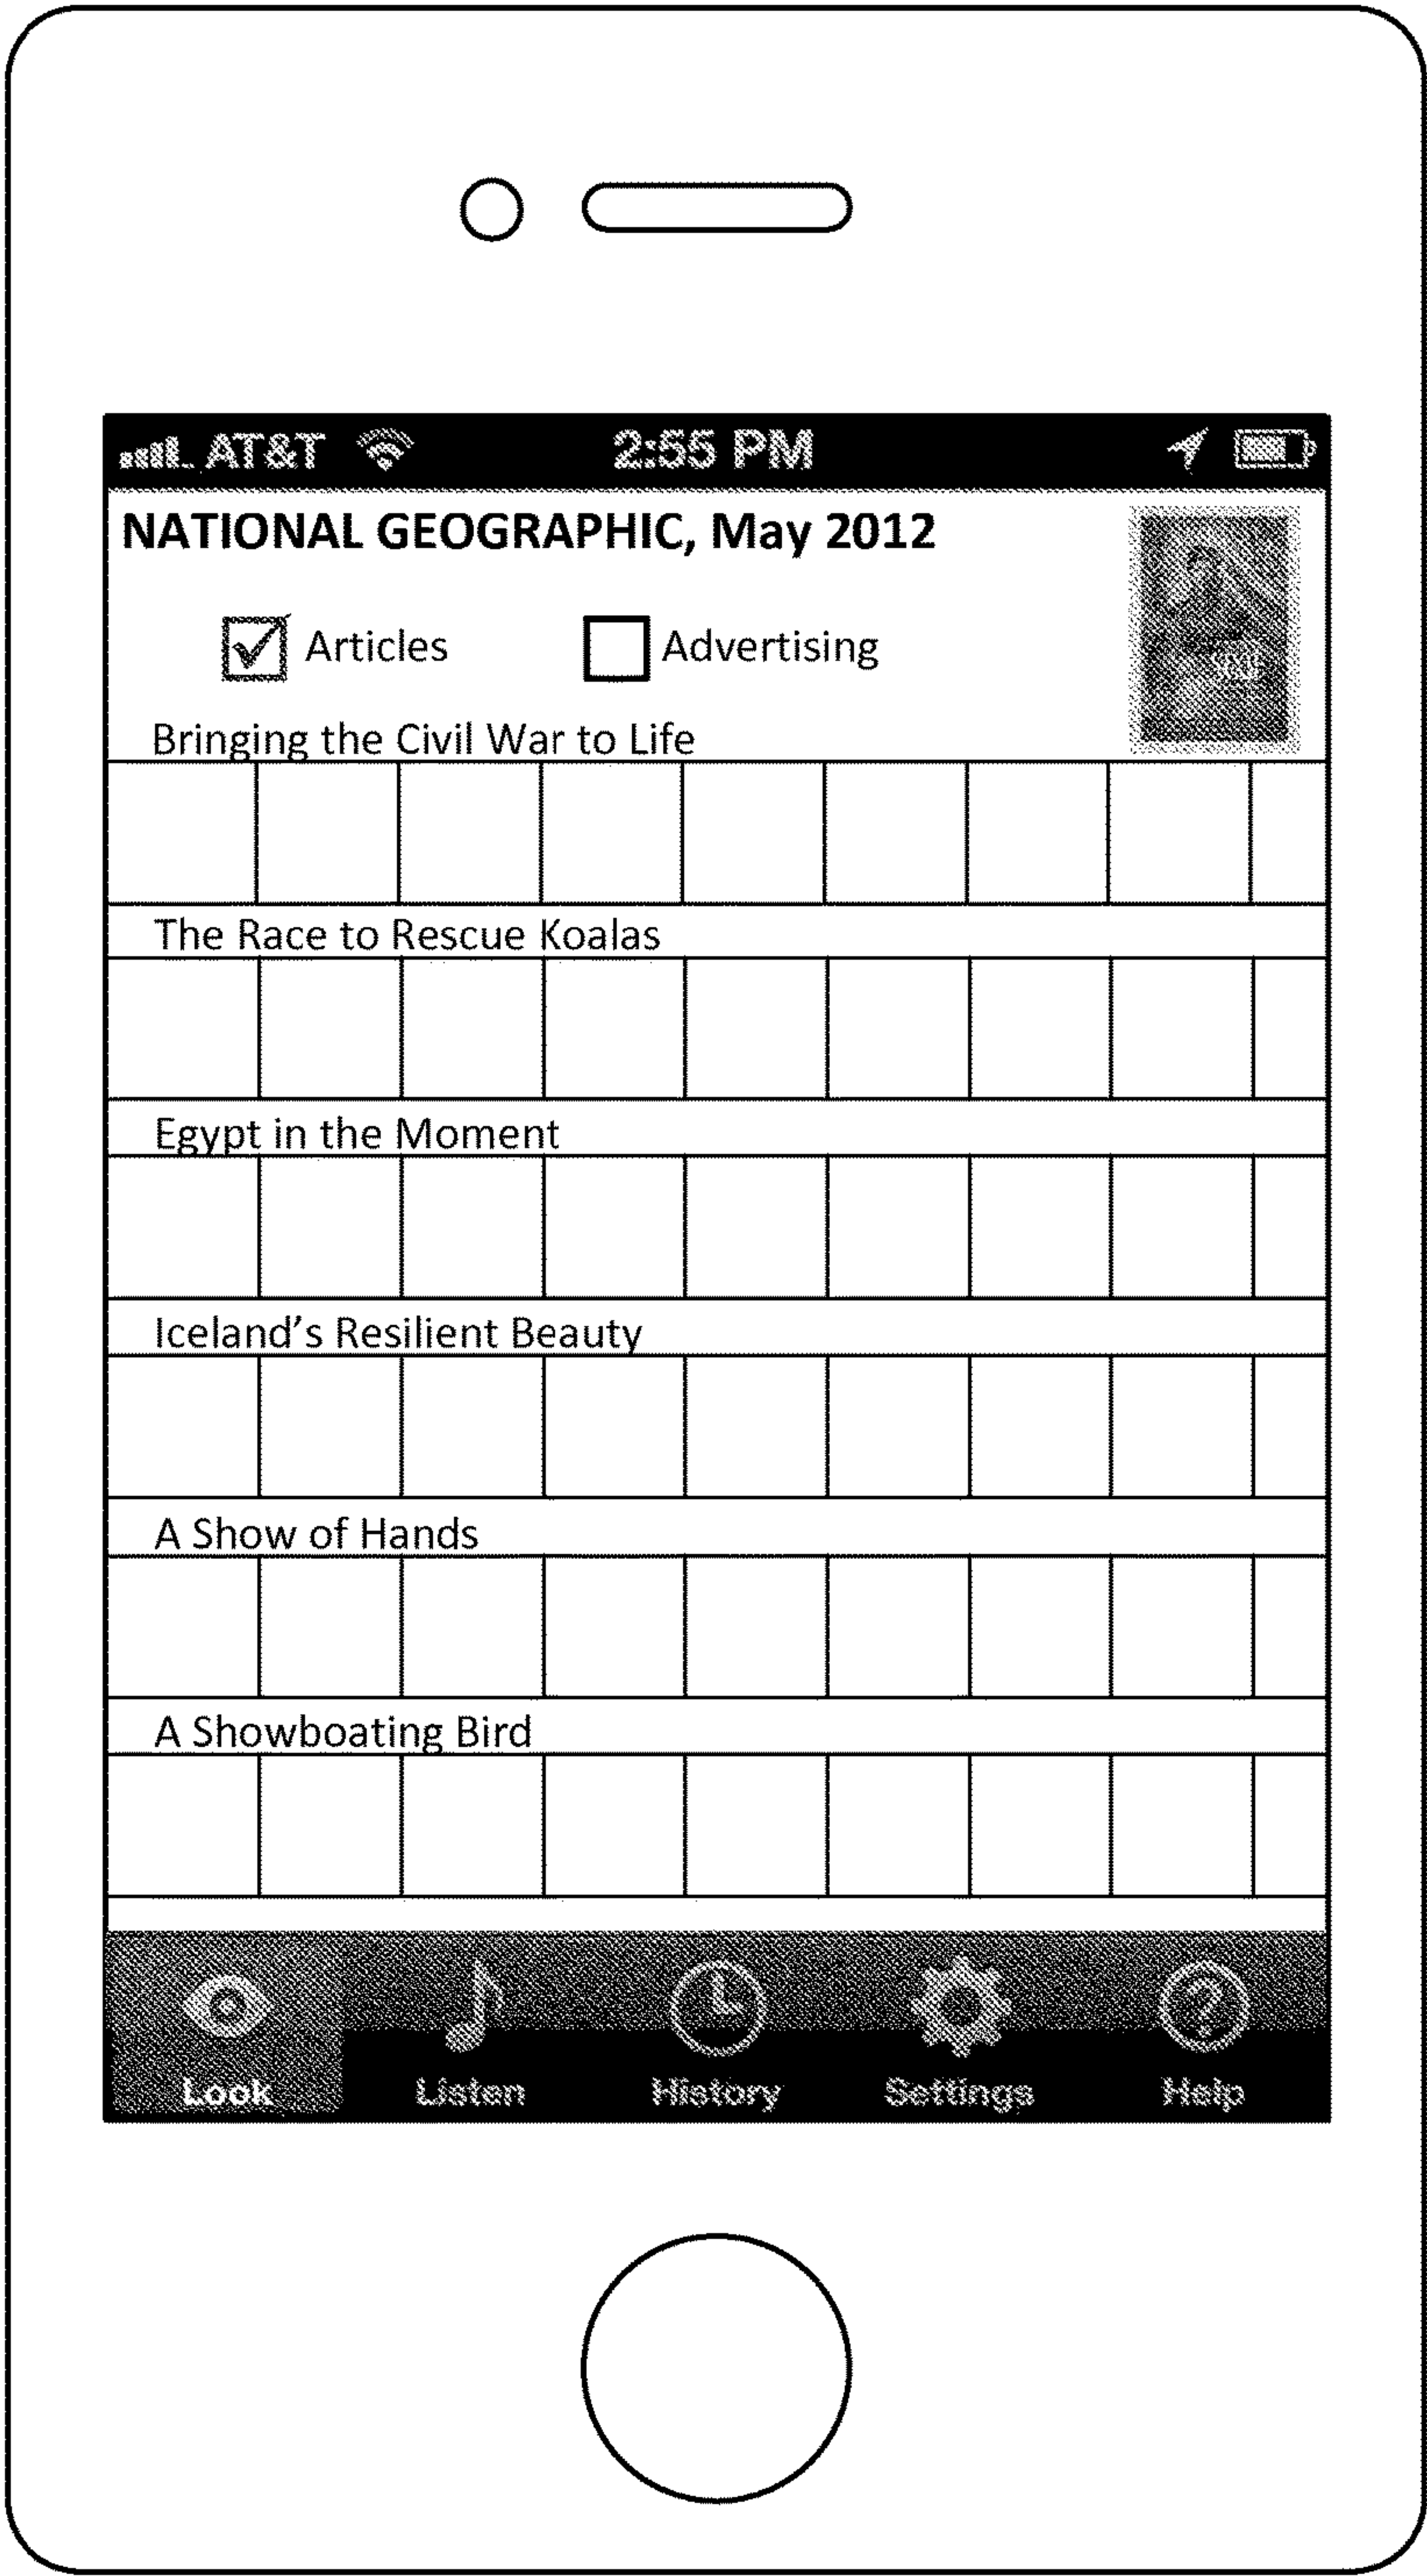 AT&T 2:55 PM
NATIONAL GEOGRAPHIC, May 2012
Articles Advertising
Bringing the Civil War to Life
The Race to Rescue Koalas
Egypt in the Moment
Iceland's Resilient Beauty
A Show of Hands
A Showboating Bird
Look Listen History Settings Help